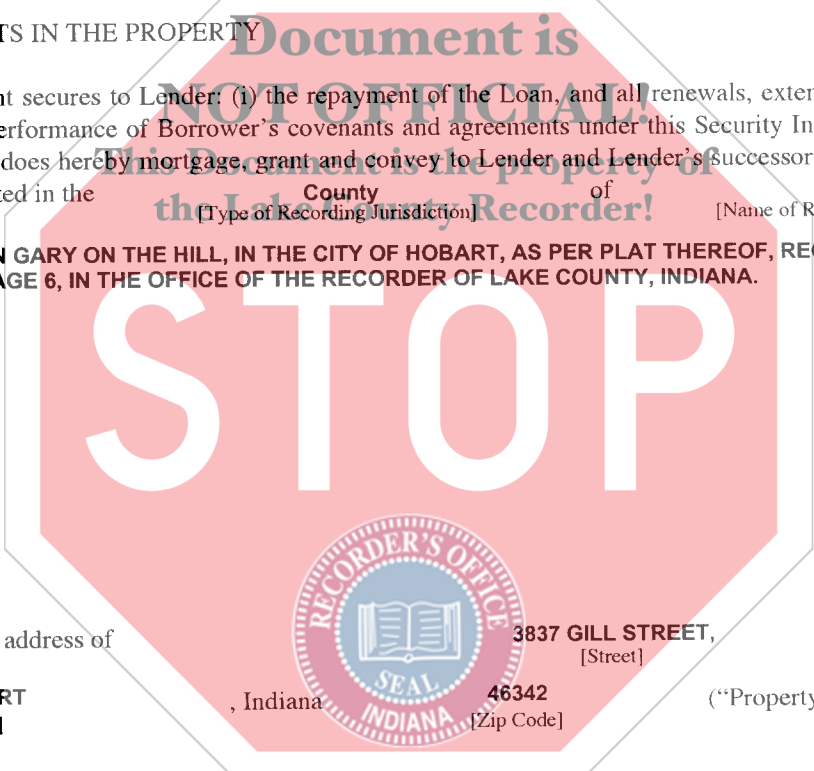 TS IN THE PROPERTY
Document is
NOT OFFICIAL!
nt secures to Lender: (i) the repayment of the Loan, and all renewals, exten
erformance of Borrower's covenants and agreements under this Security In
does hereby mortgage, grant and convey to Lender and Lender's successor
This Document is the property of
ted in the County of
the Lake County Recorder!
[Type of Recording Jurisdiction] [Name of R
N GARY ON THE HILL, IN THE CITY OF HOBART, AS PER PLAT THEREOF, REC
AGE 6, IN THE OFFICE OF THE RECORDER OF LAKE COUNTY, INDIANA.
STOP
RECORDER'S OFFICE
SEAL
INDIANA
address of 3837 GILL STREET,
[Street]
RT , Indiana 46342 ("Property
[Zip Code]